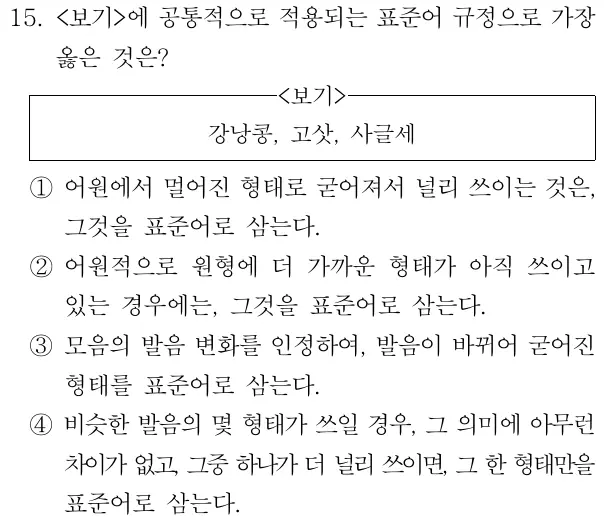 15. <보기>에 공통적으로 적용되는 표준어 규정으로 가장
옳은 것은?
<보기>
강낭콩, 고삿, 사글세
① 어원에서 멀어진 형태로 굳어져서 널리 쓰이는 것은,
그것을 표준어로 삼는다.
② 어원적으로 원형에 더 가까운 형태가 아직 쓰이고
있는 경우에는, 그것을 표준어로 삼는다.
③ 모음의 발음 변화를 인정하여, 발음이 바뀌어 굳어진
형태를 표준어로 삼는다.
④ 비슷한 발음의 몇 형태가 쓰일 경우, 그 의미에 아무런
차이가 없고, 그중 하나가 더 널리 쓰이면, 그 한 형태만을
표준어로 삼는다.